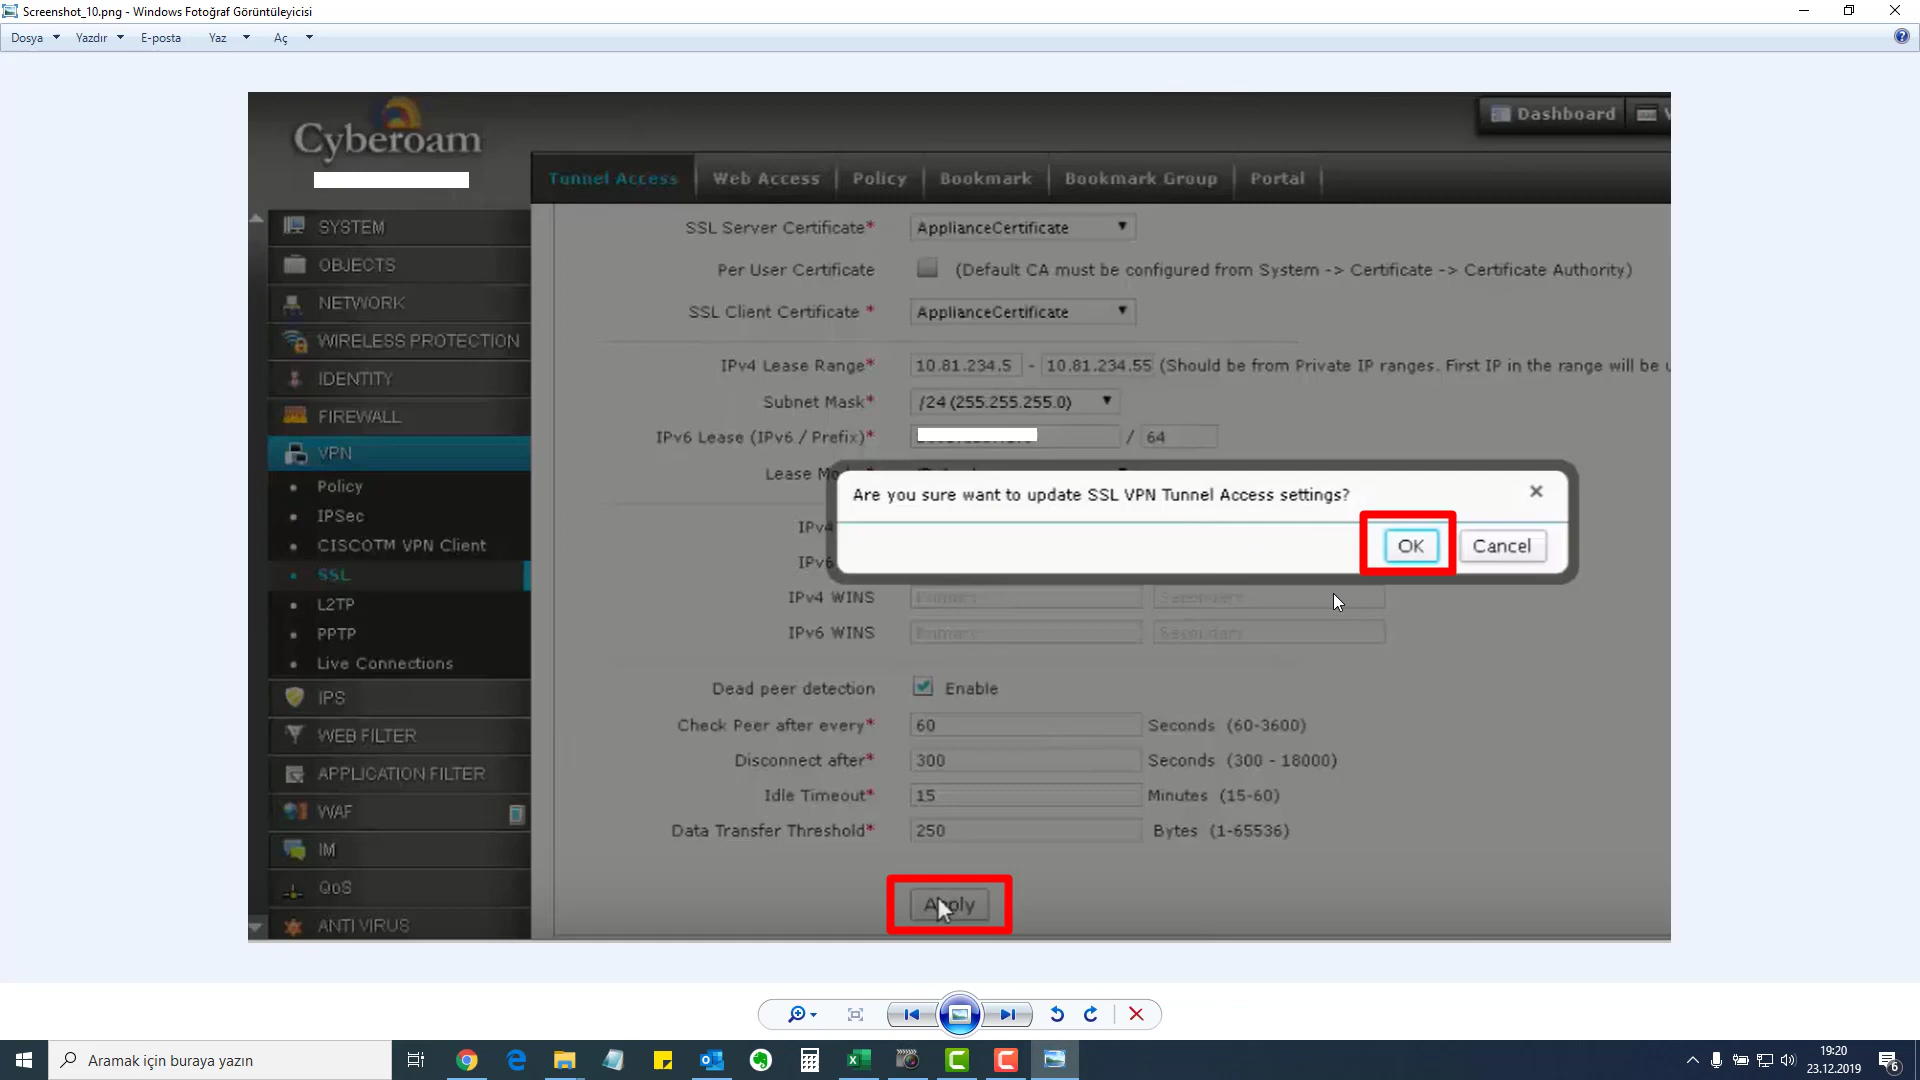 Screenshot_10.png - Windows Fotoğraf Görüntüleyicisi
Dosya Yazdır E-posta Yaz Aç
Cyberoam
Dashboard
Tunnel Access Web Access Policy Bookmark Bookmark Group Portal
SYSTEM
OBJECTS
NETWORK
WIRELESS PROTECTION
IDENTITY
FIREWALL
VPN
Policy
IPSec
CISCOTM VPN Client
SSL
L2TP
PPTP
Live Connections
IPS
WEB FILTER
APPLICATION FILTER
WAF
IM
QoS
ANTI VIRUS
SSL Server Certificate* ApplianceCertificate
Per User Certificate (Default CA must be configured from System -> Certificate -> Certificate Authority)
SSL Client Certificate * ApplianceCertificate
IPv4 Lease Range* 10.81.234.5 - 10.81.234.55 (Should be from Private IP ranges. First IP in the range will be
Subnet Mask* /24 (255.255.255.0)
IPv6 Lease (IPv6 / Prefix)* / 64
Lease
Are you sure want to update SSL VPN Tunnel Access settings?
OK Cancel
IPv4 WINS Primary Secondary
IPv6 WINS Primary Secondary
Dead peer detection Enable
Check Peer after every* 60 Seconds (60-3600)
Disconnect after* 300 Seconds (300 - 18000)
Idle Timeout* 15 Minutes (15-60)
Data Transfer Threshold* 250 Bytes (1-65536)
Apply
Aramak için buraya yazın
19:20
23.12.2019
6